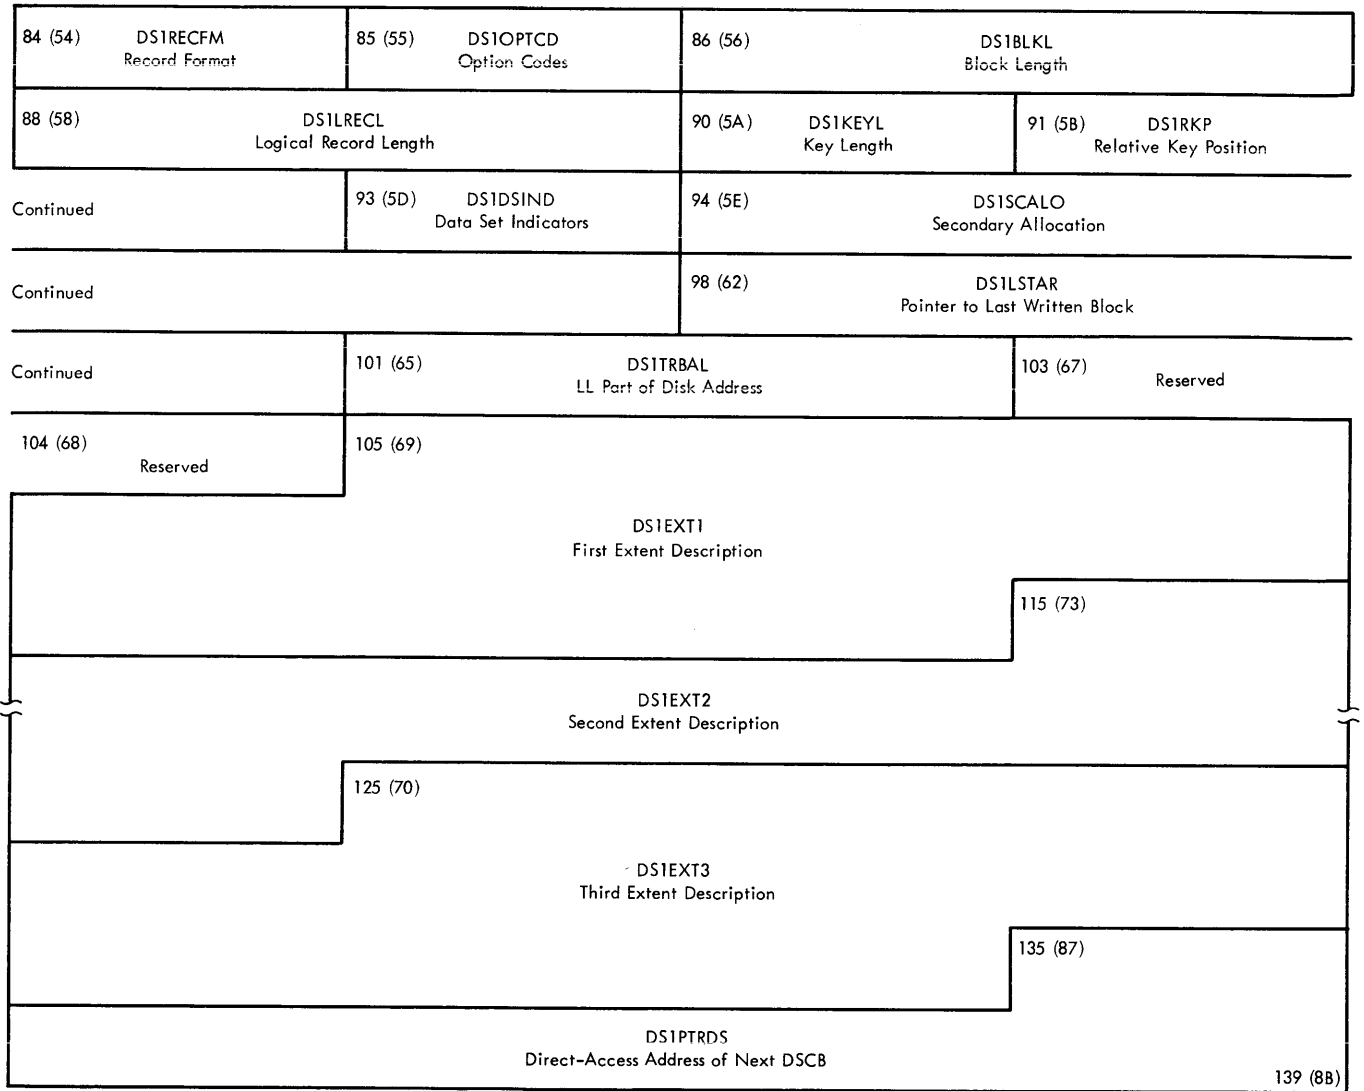 84 (54) DS1RECFM
Record Format
85 (55) DS1OPTCD
Option Codes
86 (56) DS1BLKL
Block Length
88 (58) DS1LRECL
Logical Record Length
90 (5A) DS1KEYL
Key Length
91 (5B) DS1RKP
Relative Key Position
Continued
93 (5D) DS1DSIND
Data Set Indicators
94 (5E) DS1SCALO
Secondary Allocation
Continued
98 (62) DS1LSTAR
Pointer to Last Written Block
Continued
101 (65) DS1TRBAL
LL Part of Disk Address
103 (67) Reserved
104 (68)
Reserved
105 (69)
DS1EXT1
First Extent Description
115 (73)
DS1EXT2
Second Extent Description
125 (70)
DS1EXT3
Third Extent Description
135 (87)
DS1PTRDS
Direct-Access Address of Next DSCB
139 (8B)